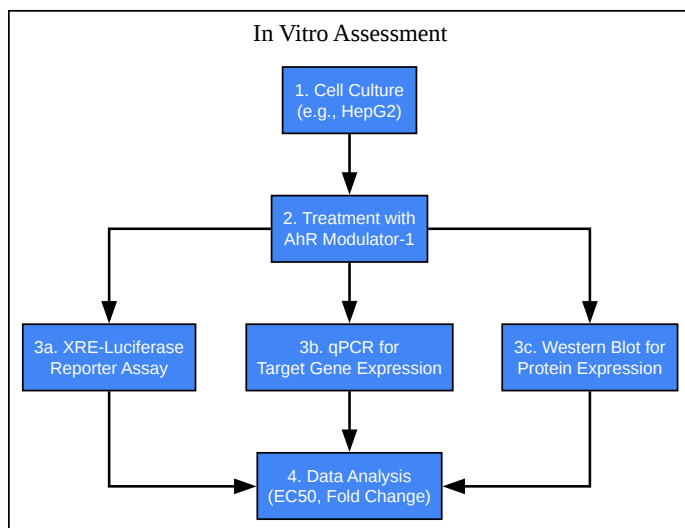 In Vitro Assessment
1. Cell Culture
(e.g., HepG2)
2. Treatment with
AhR Modulator-1
3a. XRE-Luciferase
Reporter Assay
3b. qPCR for
Target Gene Expression
3c. Western Blot for
Protein Expression
4. Data Analysis
(EC50, Fold Change)